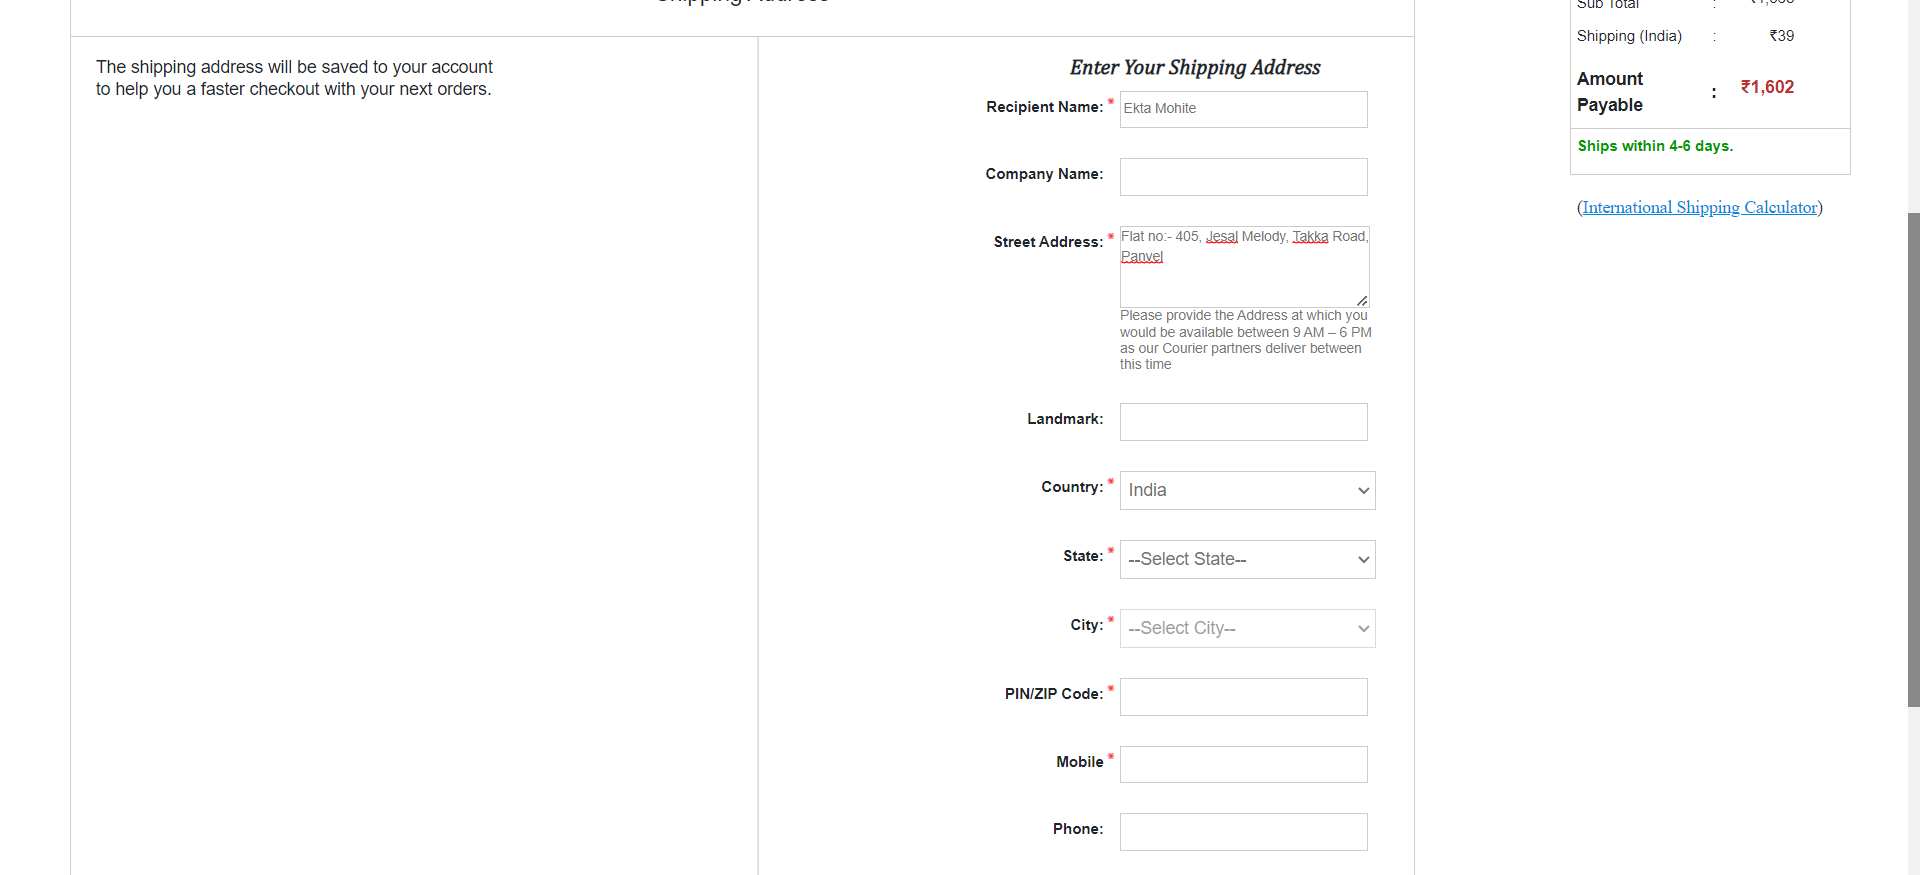 Shipping Address
The shipping address will be saved to your account
to help you a faster checkout with your next orders.
Enter Your Shipping Address
Recipient Name: *
Ekta Mohite
Company Name:
Street Address: *
Flat no:- 405, Jesal Melody, Takka Road,
Panvel
Please provide the Address at which you
would be available between 9 AM – 6 PM
as our Courier partners deliver between
this time
Landmark:
Country: *
India
State: *
--Select State--
City: *
--Select City--
PIN/ZIP Code: *
Mobile *
Phone:
Sub Total :
Shipping (India) : ₹39
Amount
Payable : ₹1,602
Ships within 4-6 days.
(International Shipping Calculator)